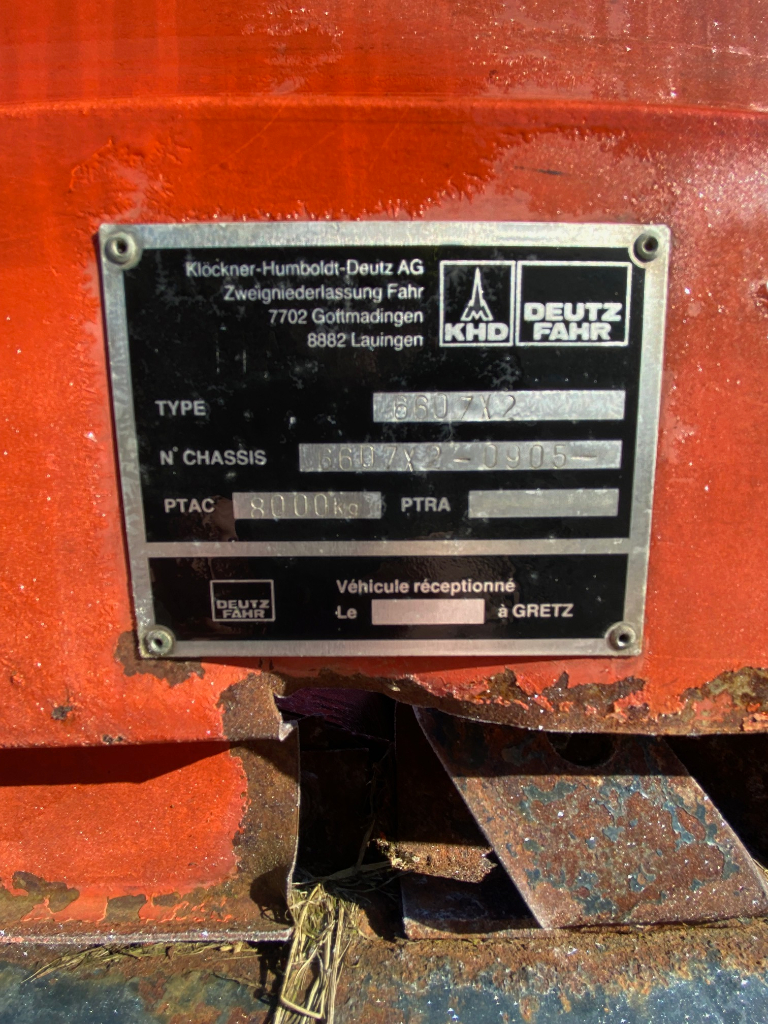 Klöckner-Humboldt-Deutz AG
Zweigniederlassung Fahr
7702 Gottmadingen
8882 Lauingen
KHD
DEUTZ
FAHR
TYPE 6607X2
N° CHASSIS 6607X2-0905-
PTAC 8000kg PTRA
DEUTZ
FAHR
Véhicule réceptionné
Le à GRETZ